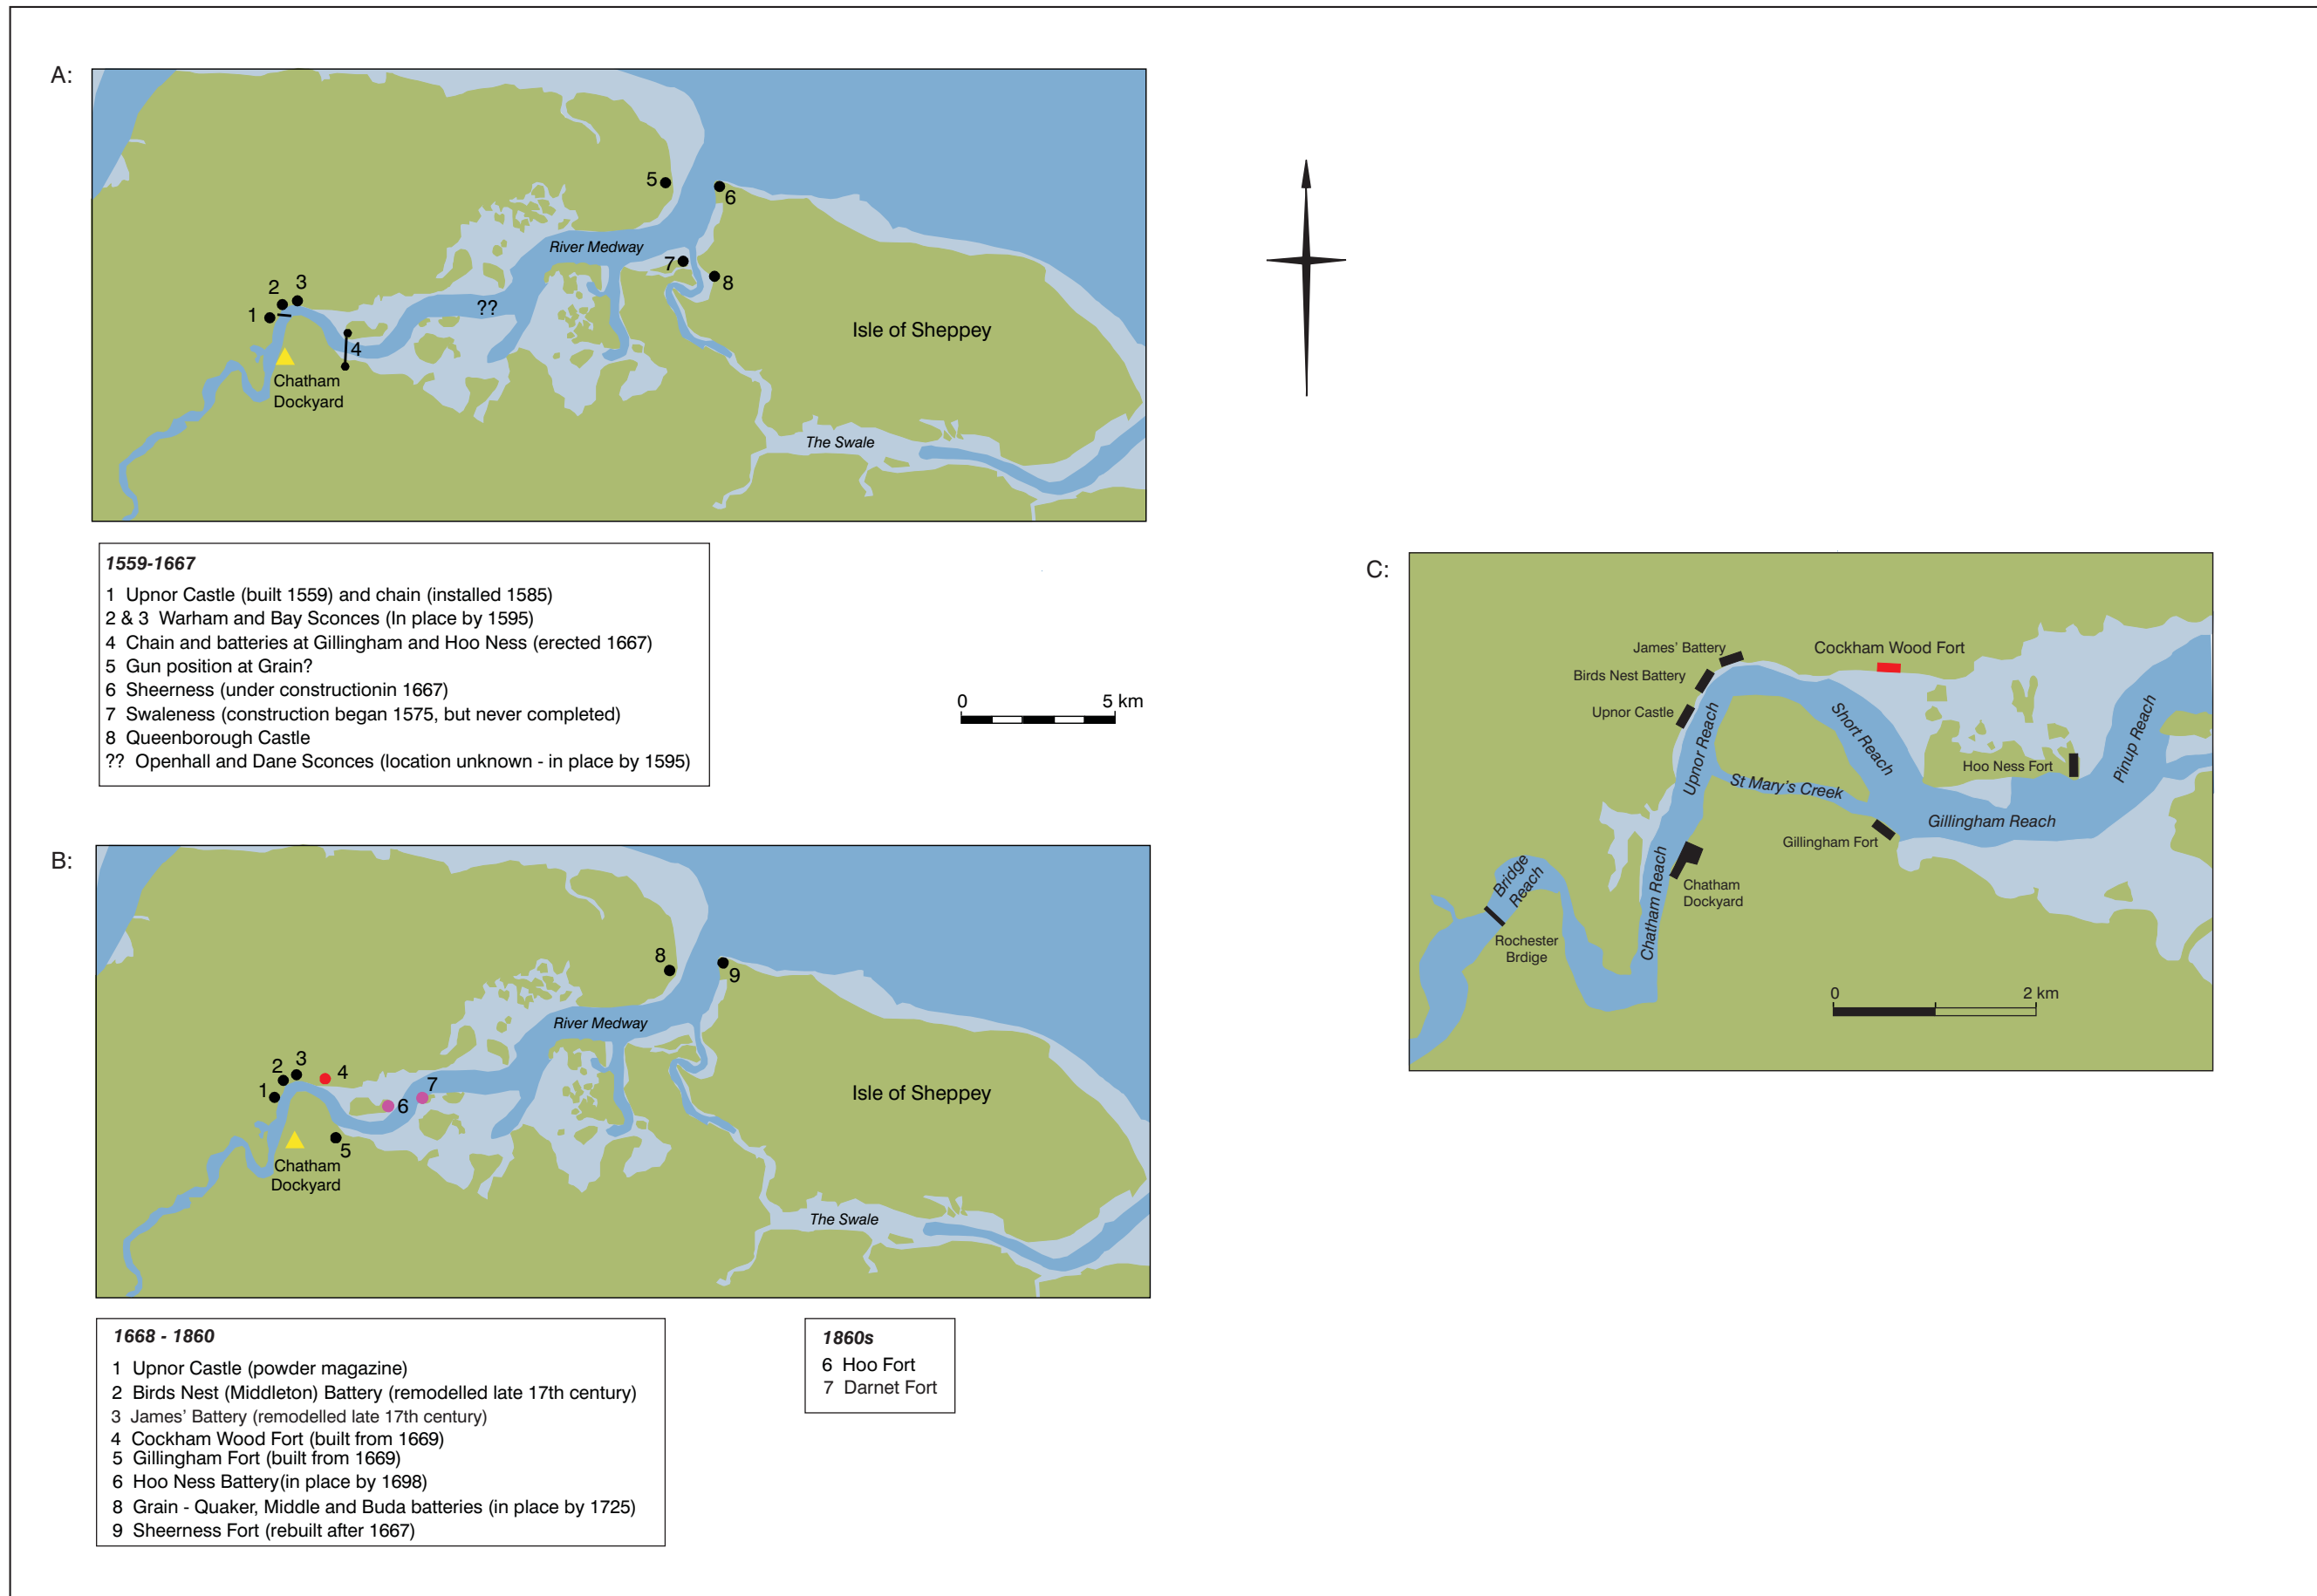 A:
5
6
River Medway
7
8
2
3
1
??
4
Isle of Sheppey
Chatham
Dockyard
The Swale
1559-1667
1 Upnor Castle (built 1559) and chain (installed 1585)
2 & 3 Warham and Bay Sconces (In place by 1595)
4 Chain and batteries at Gillingham and Hoo Ness (erected 1667)
5 Gun position at Grain?
6 Sheerness (under constructionin 1667)
7 Swaleness (construction began 1575, but never completed)
8 Queenborough Castle
?? Openhall and Dane Sconces (location unknown - in place by 1595)
0 5 km
B:
8
9
River Medway
2
3
4
1
7
6
5
Isle of Sheppey
Chatham
Dockyard
The Swale
1668 - 1860
1 Upnor Castle (powder magazine)
2 Birds Nest (Middleton) Battery (remodelled late 17th century)
3 James' Battery (remodelled late 17th century)
4 Cockham Wood Fort (built from 1669)
5 Gillingham Fort (built from 1669)
6 Hoo Ness Battery(in place by 1698)
8 Grain - Quaker, Middle and Buda batteries (in place by 1725)
9 Sheerness Fort (rebuilt after 1667)
1860s
6 Hoo Fort
7 Darnet Fort
C:
James' Battery
Cockham Wood Fort
Birds Nest Battery
Upnor Castle
Upnor Reach
Short Reach
Pinup Reach
Hoo Ness Fort
St Mary's Creek
Gillingham Reach
Gillingham Fort
Bridge
Reach
Chatham Reach
Chatham
Dockyard
Rochester
Brdige
0 2 km